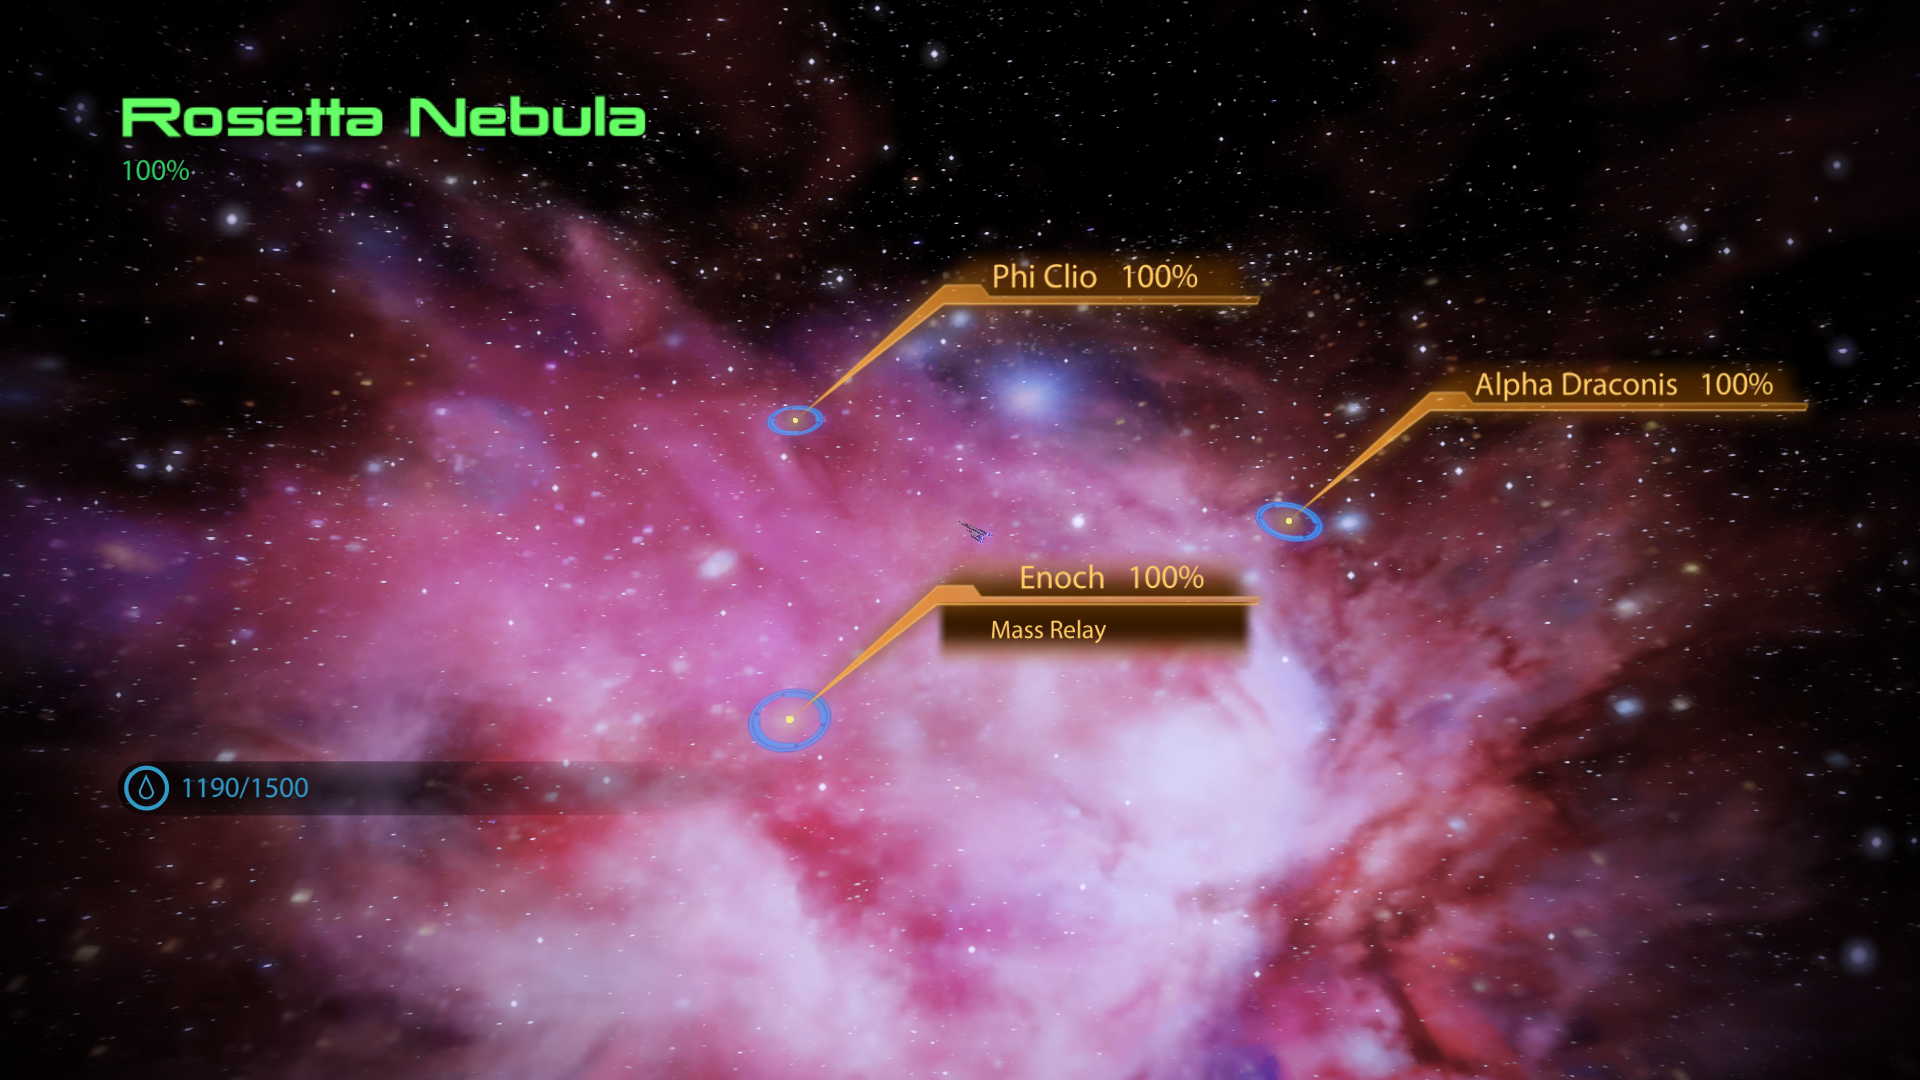 Rosetta Nebula
100%
Phi Clio 100%
Alpha Draconis 100%
Enoch 100%
Mass Relay
1190/1500